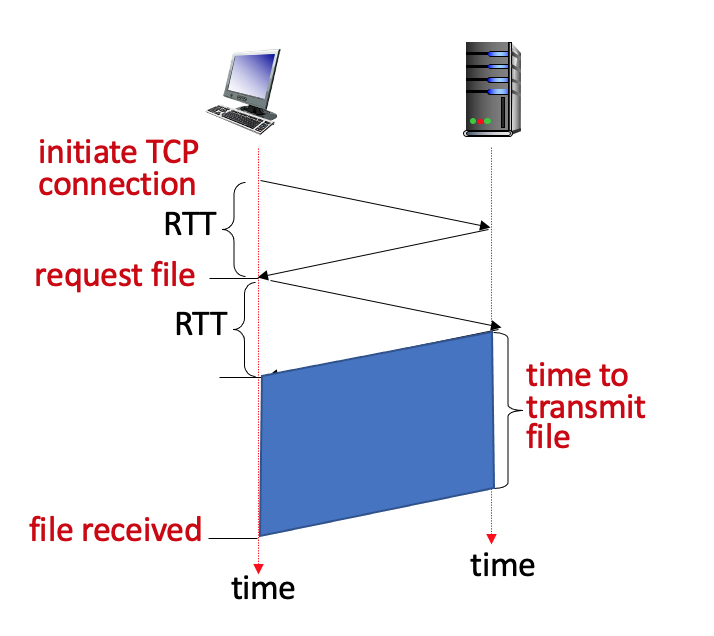 initiate TCP
connection
RTT
request file
RTT
time to
transmit
file
file received
time
time